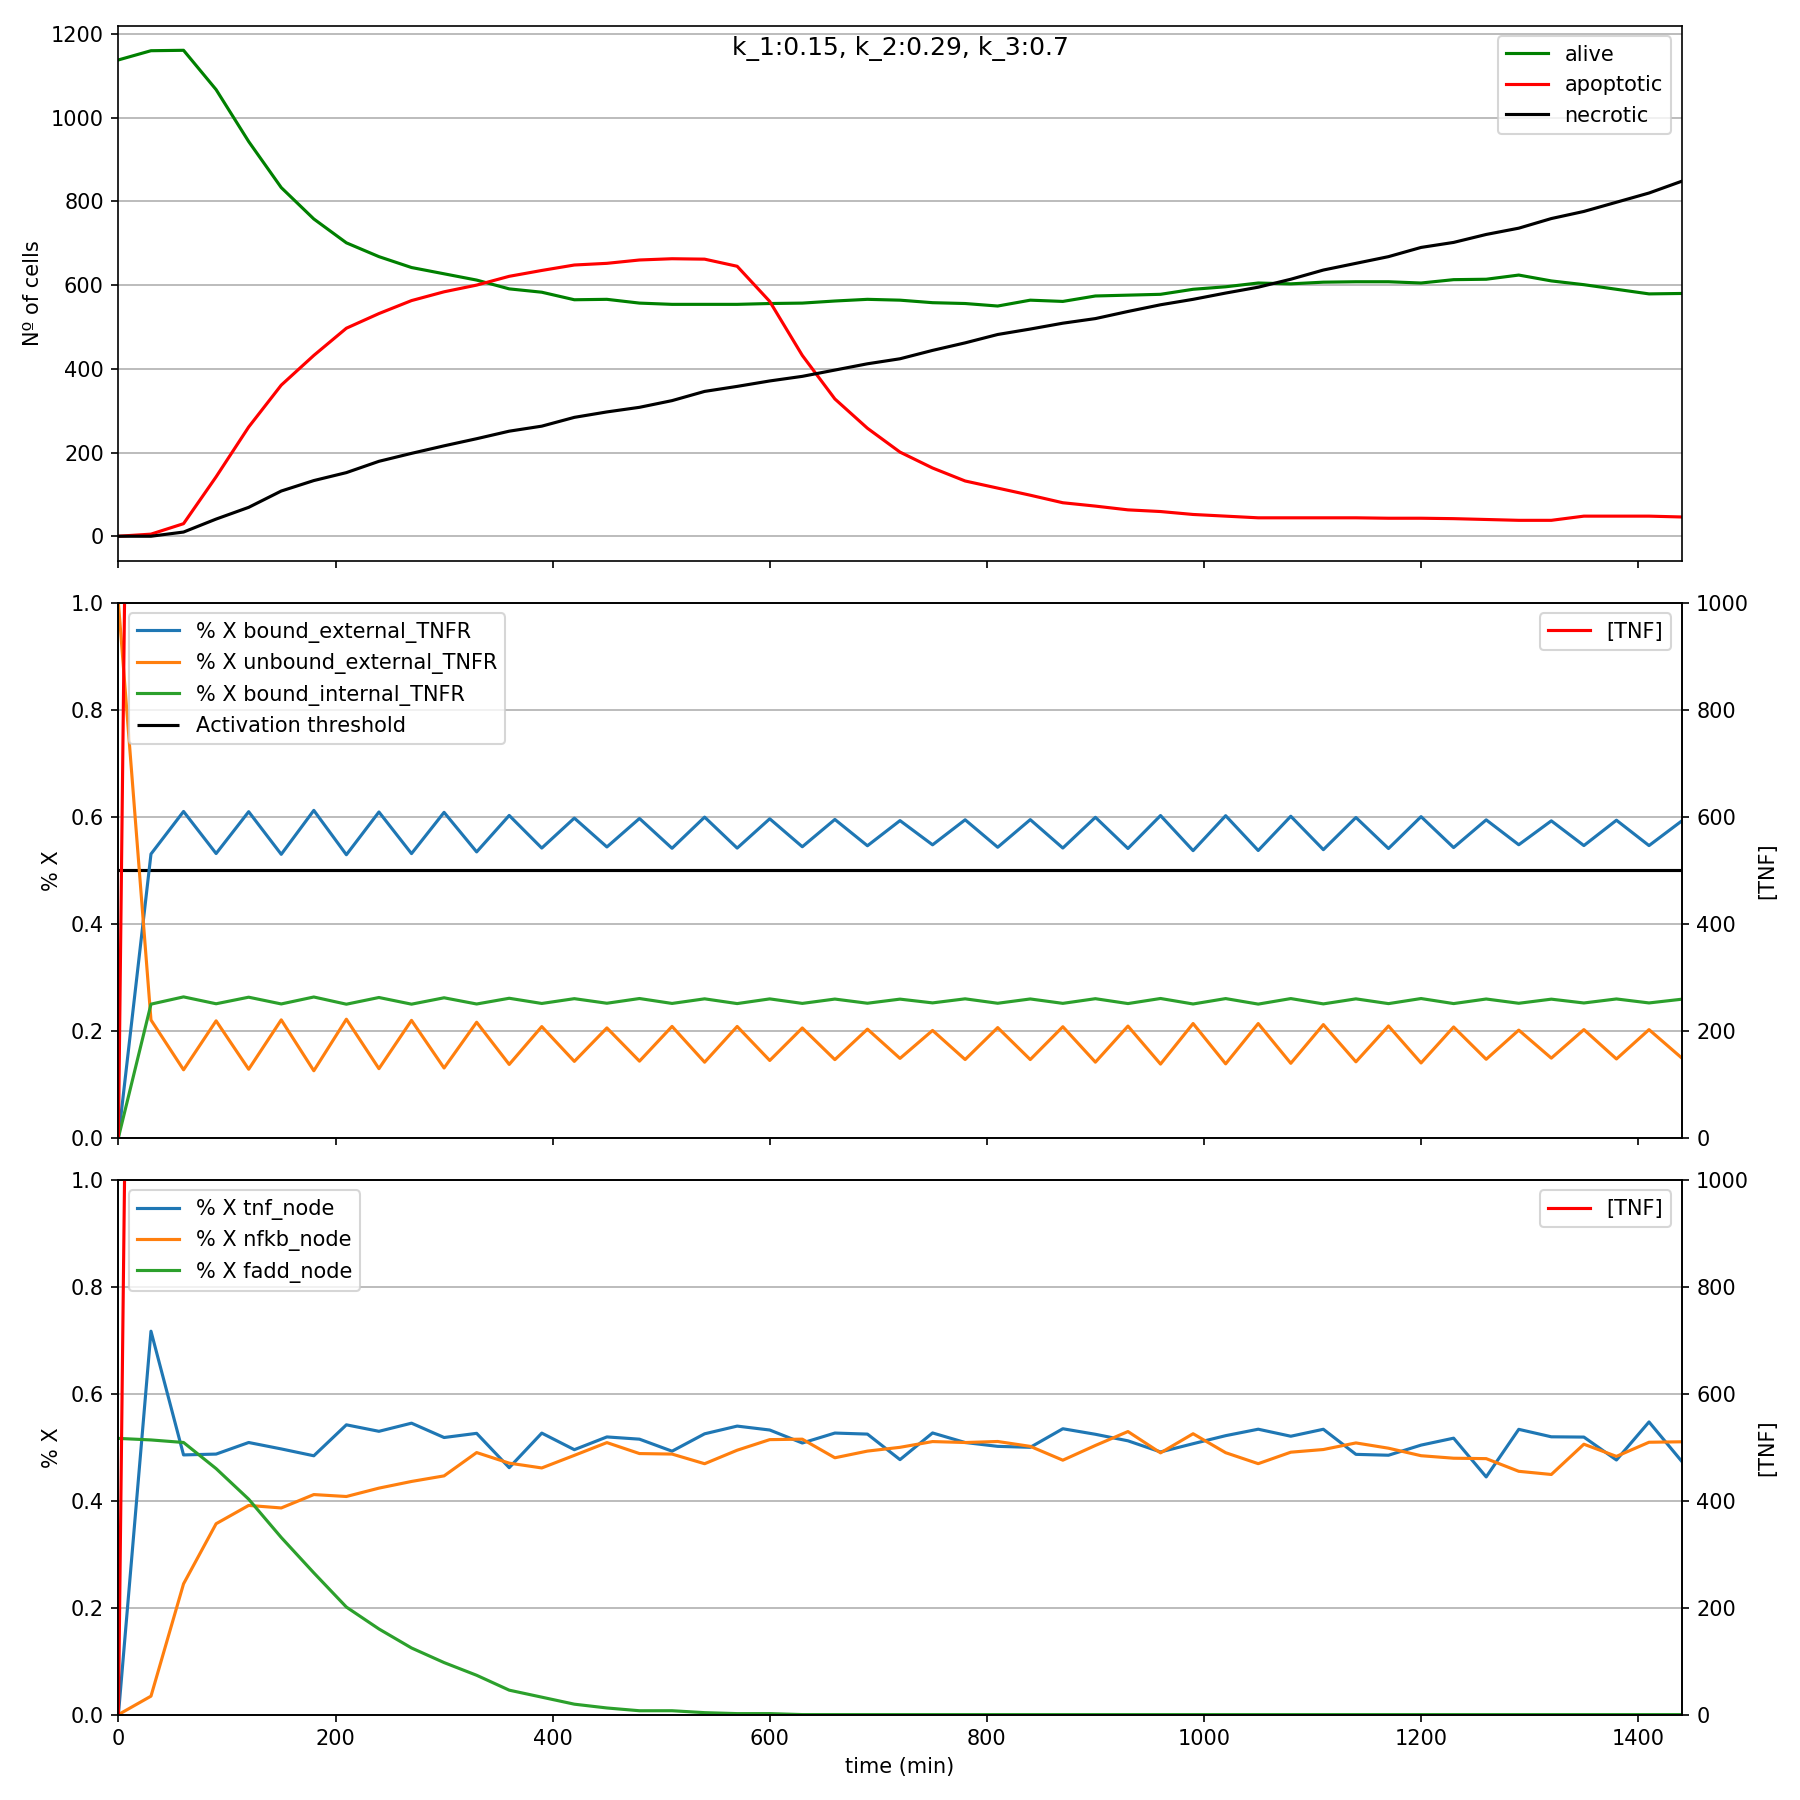 k_1:0.15, k_2:0.29, k_3:0.7
1200
1000
800
600
400
200
0
Nº of cells
alive
apoptotic
necrotic
1.0
0.8
0.6
0.4
0.2
0.0
% X
% X bound_external_TNFR
% X unbound_external_TNFR
% X bound_internal_TNFR
Activation threshold
[TNF]
1000
800
600
400
200
0
[TNF]
1.0
0.8
0.6
0.4
0.2
0.0
% X
% X tnf_node
% X nfkb_node
% X fadd_node
[TNF]
1000
800
600
400
200
0
[TNF]
0 200 400 600 800 1000 1200 1400
time (min)